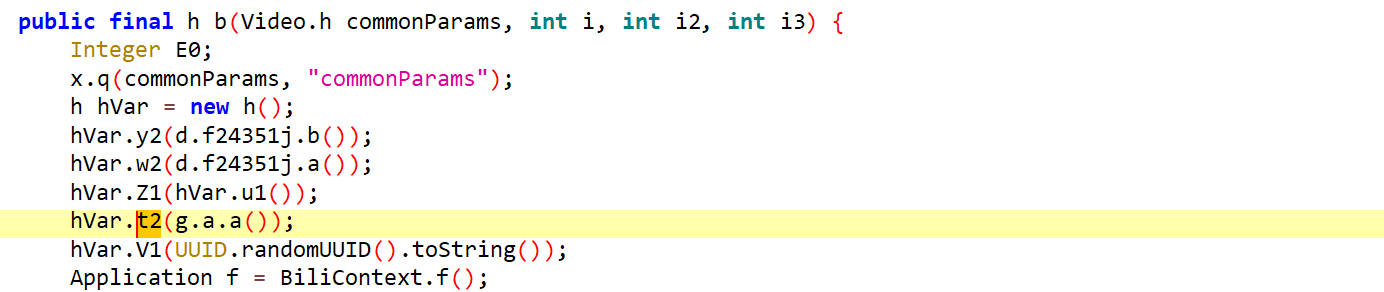 public final h b(Video.h commonParams, int i, int i2, int i3) {
Integer E0;
x.q(commonParams, "commonParams");
h hVar = new h();
hVar.y2(d.f24351j.b());
hVar.w2(d.f24351j.a());
hVar.Z1(hVar.u1());
hVar.t2(g.a.a());
hVar.V1(UUID.randomUUID().toString());
Application f = BiliContext.f();